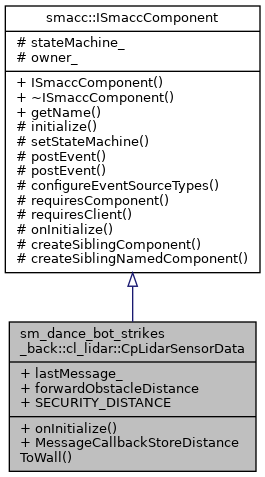 smacc::ISmaccComponent
# stateMachine_
# owner_
+ ISmaccComponent()
+ ~ISmaccComponent()
+ getName()
# initialize()
# setStateMachine()
# postEvent()
# postEvent()
# configureEventSourceTypes()
# requiresComponent()
# requiresClient()
# onInitialize()
# createSiblingComponent()
# createSiblingNamedComponent()
sm_dance_bot_strikes
_back::cl_lidar::CpLidarSensorData
+ lastMessage_
+ forwardObstacleDistance
+ SECURITY_DISTANCE
+ onInitialize()
+ MessageCallbackStoreDistance
ToWall()